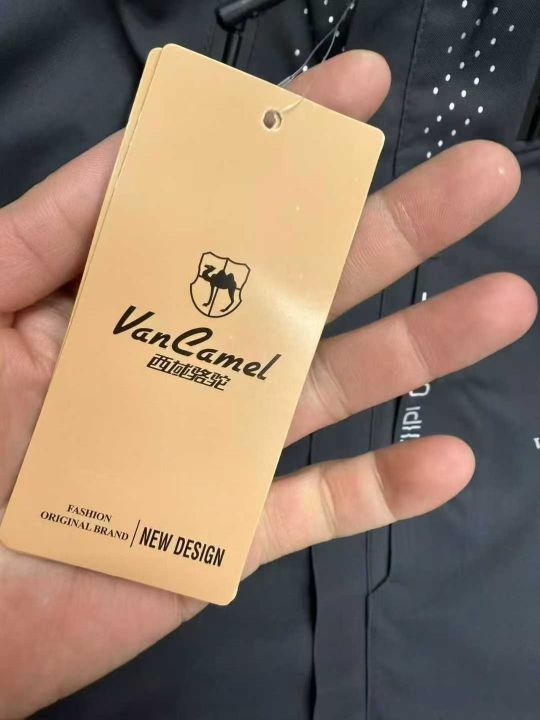 VanCamel
西域骆驼
FASHION
ORIGINAL BRAND
NEW DESIGN